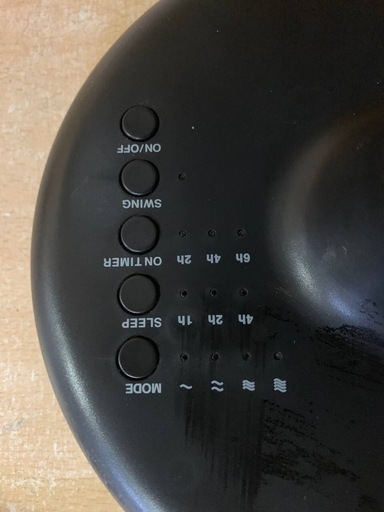 MODE
SLEEP 1h 2h 4h
ON TIMER 2h 4h 6h
SWING
ON/OFF